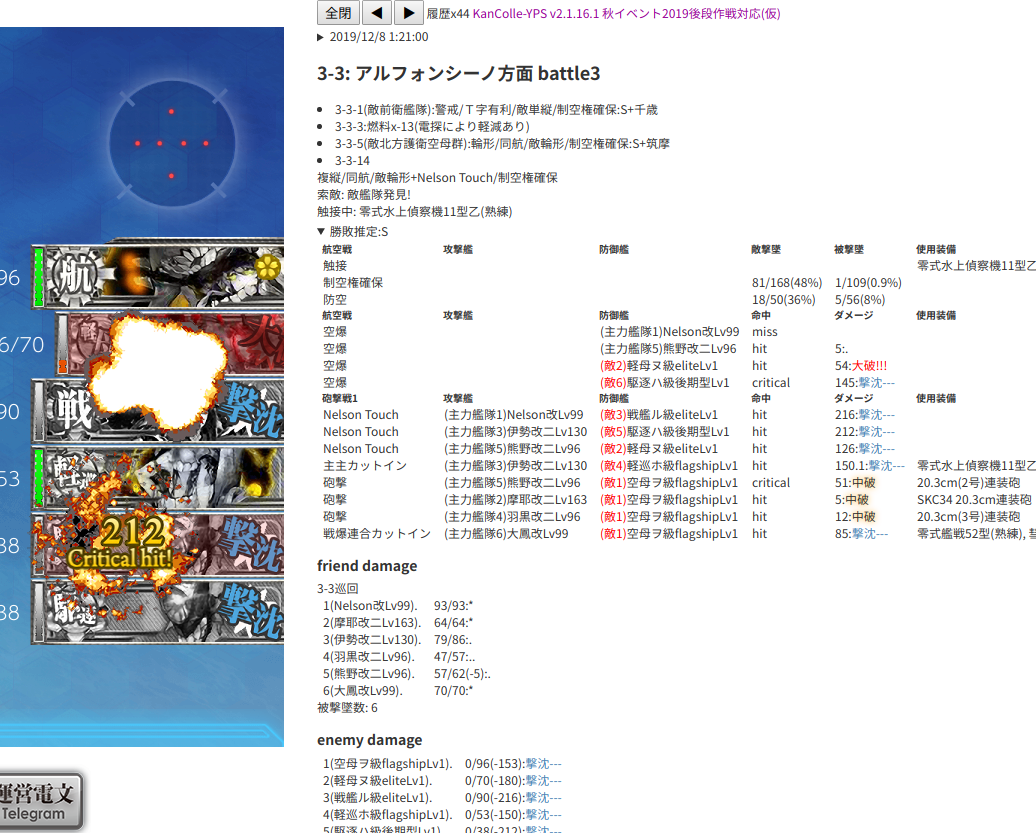 全閉 ◀ ▶ 履歴x44 KanColle-YPS v2.1.16.1 秋イベント2019後段作戦対応(仮)
▶ 2019/12/8 1:21:00
3-3: アルフォンシーノ方面 battle3
• 3-3-1(敵前衛艦隊):警戒/Ｔ字有利/敵単縦/制空権確保:S+千歳
• 3-3-3:燃料x-13(電探により軽減あり)
• 3-3-5(敵北方護衛空母群):輪形/同航/敵輪形/制空権確保:S+筑摩
• 3-3-14
複縦/同航/敵輪形+Nelson Touch/制空権確保
索敵: 敵艦隊発見!
触接中: 零式水上偵察機11型乙(熟練)
▼ 勝敗推定:S
航空戦 攻撃艦 防御艦 敵撃墜 被撃墜 使用装備
触接 零式水上偵察機11型乙
制空権確保 81/168(48%) 1/109(0.9%)
防空 18/50(36%) 5/56(8%)
航空戦 攻撃艦 防御艦 命中 ダメージ 使用装備
空爆 (主力艦隊1)Nelson改Lv99 miss
空爆 (主力艦隊5)熊野改二Lv96 hit 5:.
空爆 (敵2)軽母ヌ級eliteLv1 hit 54:大破!!!
空爆 (敵6)駆逐ハ級後期型Lv1 critical 145:撃沈---
砲撃戦1 攻撃艦 防御艦 命中 ダメージ 使用装備
Nelson Touch (主力艦隊1)Nelson改Lv99 (敵3)戦艦ル級eliteLv1 hit 216:撃沈---
Nelson Touch (主力艦隊3)伊勢改二Lv130 (敵5)駆逐ハ級後期型Lv1 hit 212:撃沈---
Nelson Touch (主力艦隊5)熊野改二Lv96 (敵2)軽母ヌ級eliteLv1 hit 126:撃沈---
主主カットイン (主力艦隊3)伊勢改二Lv130 (敵4)軽巡ホ級flagshipLv1 hit 150.1:撃沈--- 零式水上偵察機11型乙
砲撃 (主力艦隊5)熊野改二Lv96 (敵1)空母ヲ級flagshipLv1 critical 51:中破 20.3cm(2号)連装砲
砲撃 (主力艦隊2)摩耶改二Lv163 (敵1)空母ヲ級flagshipLv1 hit 5:中破 SKC34 20.3cm連装砲
砲撃 (主力艦隊4)羽黒改二Lv96 (敵1)空母ヲ級flagshipLv1 hit 12:中破 20.3cm(3号)連装砲
戦爆連合カットイン (主力艦隊6)大鳳改Lv99 (敵1)空母ヲ級flagshipLv1 hit 85:撃沈--- 零式艦戦52型(熟練),
friend damage
3-3巡回
1(Nelson改Lv99). 93/93:*
2(摩耶改二Lv163). 64/64:*
3(伊勢改二Lv130). 79/86:.
4(羽黒改二Lv96). 47/57:..
5(熊野改二Lv96). 57/62(-5):.
6(大鳳改Lv99). 70/70:*
被撃墜数: 6
enemy damage
1(空母ヲ級flagshipLv1). 0/96(-153):撃沈---
2(軽母ヌ級eliteLv1). 0/70(-180):撃沈---
3(戦艦ル級eliteLv1). 0/90(-216):撃沈---
4(軽巡ホ級flagshipLv1). 0/53(-150):撃沈---
5(駆逐ハ級後期型Lv1). 0/38(-212):撃沈---
96 航
6/70 軽
90 戦 撃沈
53 軽巡
38 212 撃沈
Critical hit!
38 駆逐 撃沈
運営電文
Telegram